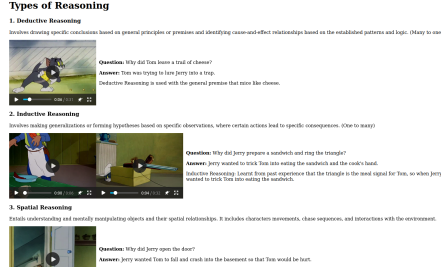 Types of Reasoning
1. Deductive Reasoning
Involves drawing specific conclusions based on general principles or premises and identifying cause-and-effect relationships based on the established patterns and logic. (Many to one
Question: Why did Tom leave a trail of cheese?
Answer: Tom was trying to lure Jerry into a trap.
Deductive Reasoning is used with the general premise that mice like cheese.
2. Inductive Reasoning
Involves making generalizations or forming hypotheses based on specific observations, where certain actions lead to specific consequences. (One to many)
Question: Why did Jerry prepare a sandwich and ring the triangle?
Answer: Jerry wanted to trick Tom into eating the sandwich and the cook's hand.
Inductive Reasoning: Learnt from past experience that the triangle is the meal signal for Tom, so when Jerry
wanted to trick Tom into eating the sandwich.
3. Spatial Reasoning
Entails understanding and mentally manipulating objects and their spatial relationships. It includes characters movements, chase sequences, and interactions with the environment.
Question: Why did Jerry open the door?
Answer: Jerry wanted Tom to fall and crash into the basement so that Tom would be hurt.